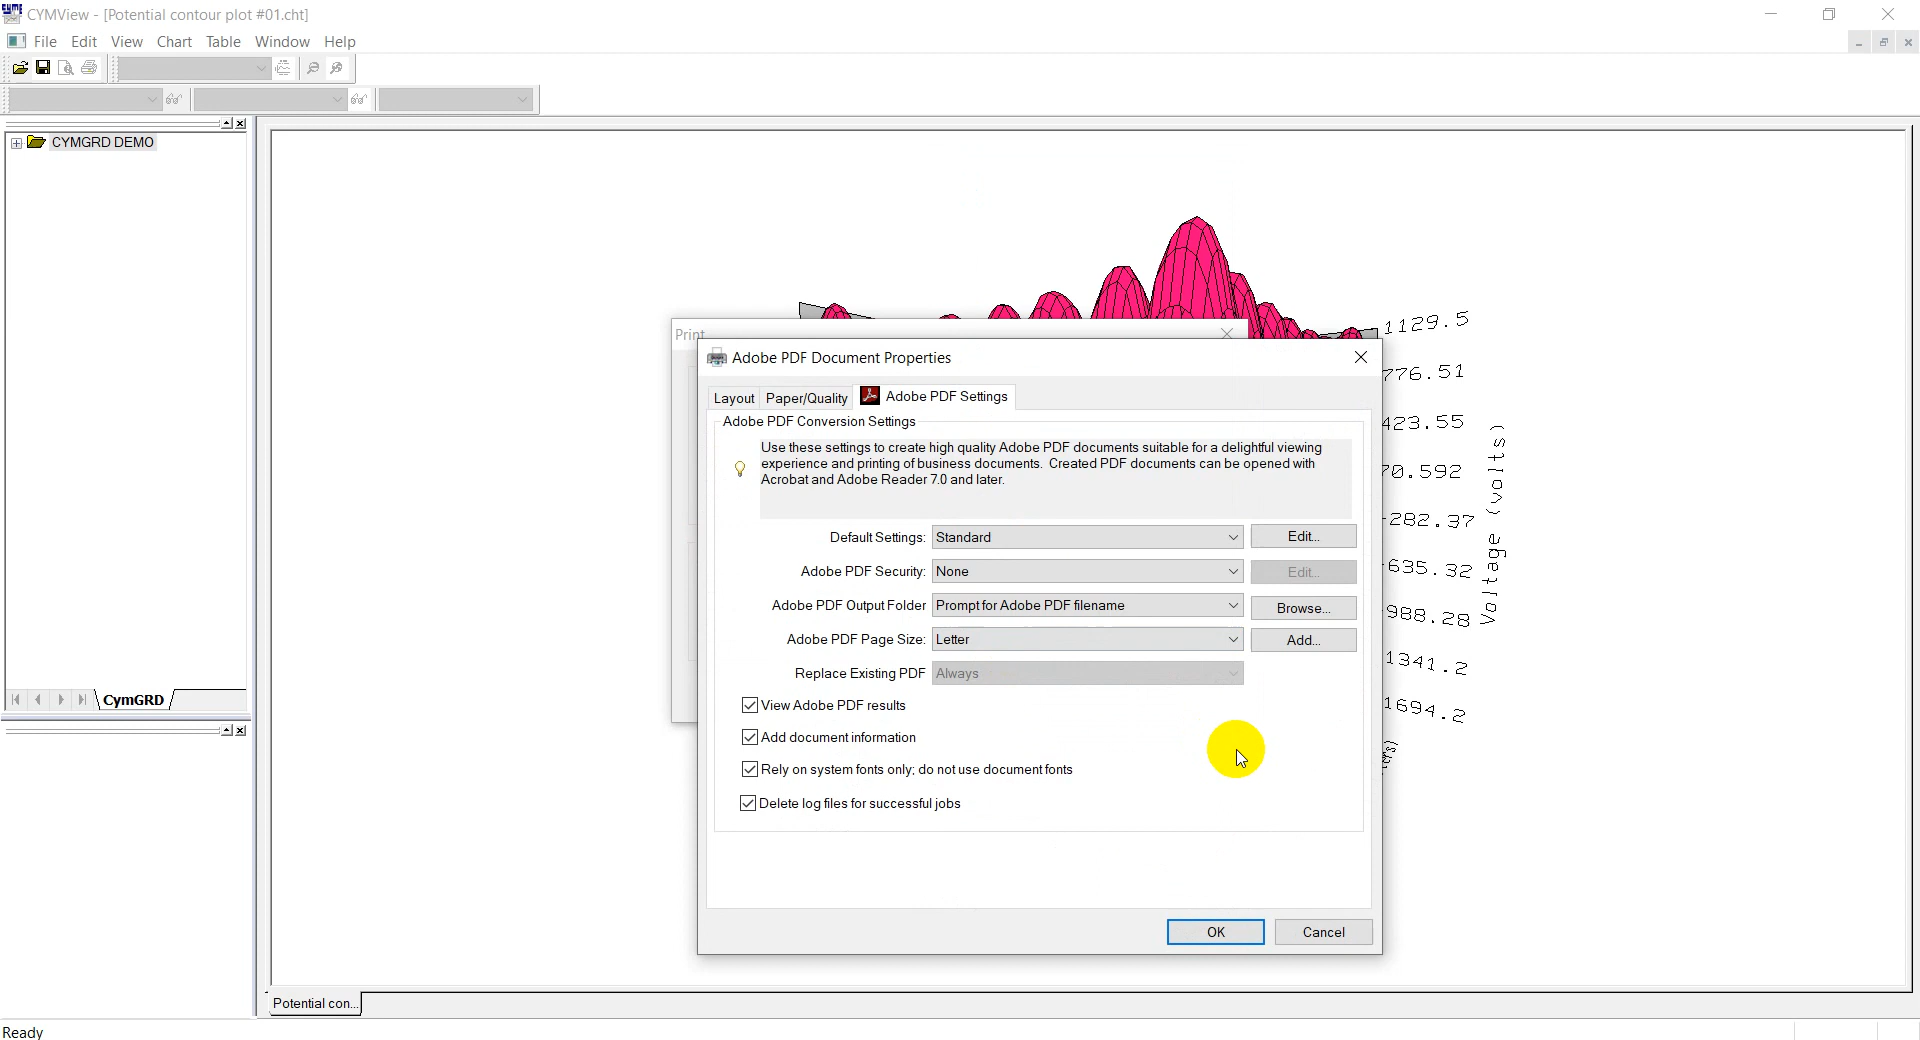 CYMView - [Potential contour plot #01.cht]
File Edit View Chart Table Window Help
CYMGRD DEMO
CymGRD
1129.5
776.51
423.55
70.592
-282.37
-635.32
-988.28
1341.2
1694.2
Voltage (volts)
Print
Adobe PDF Document Properties
Layout Paper/Quality Adobe PDF Settings
Adobe PDF Conversion Settings
Use these settings to create high quality Adobe PDF documents suitable for a delightful viewing
experience and printing of business documents. Created PDF documents can be opened with
Acrobat and Adobe Reader 7.0 and later.
Default Settings: Standard Edit...
Adobe PDF Security: None Edit...
Adobe PDF Output Folder Prompt for Adobe PDF filename Browse...
Adobe PDF Page Size: Letter Add...
Replace Existing PDF Always
View Adobe PDF results
Add document information
Rely on system fonts only; do not use document fonts
Delete log files for successful jobs
OK Cancel
Potential con...
Ready